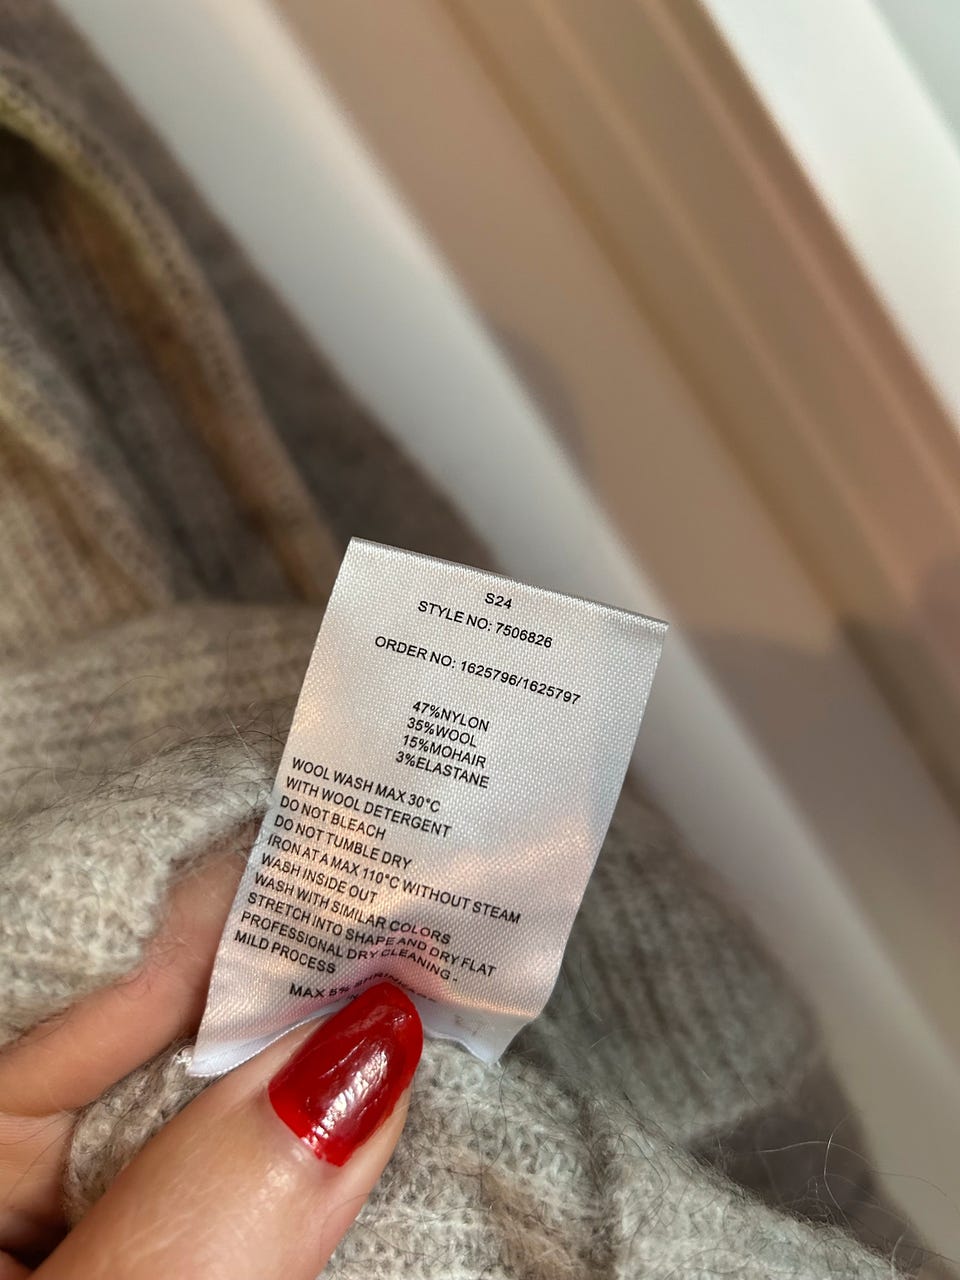 S24
STYLE NO: 7506826
ORDER NO: 1625796/1625797
47%NYLON
35%WOOL
15%MOHAIR
3%ELASTANE
WOOL WASH MAX 30°C
WITH WOOL DETERGENT
DO NOT BLEACH
DO NOT TUMBLE DRY
IRON AT A MAX 110°C WITHOUT STEAM
WASH INSIDE OUT
WASH WITH SIMILAR COLORS
STRETCH INTO SHAPE AND DRY FLAT
PROFESSIONAL DRY CLEANING -
MILD PROCESS
MAX 5%